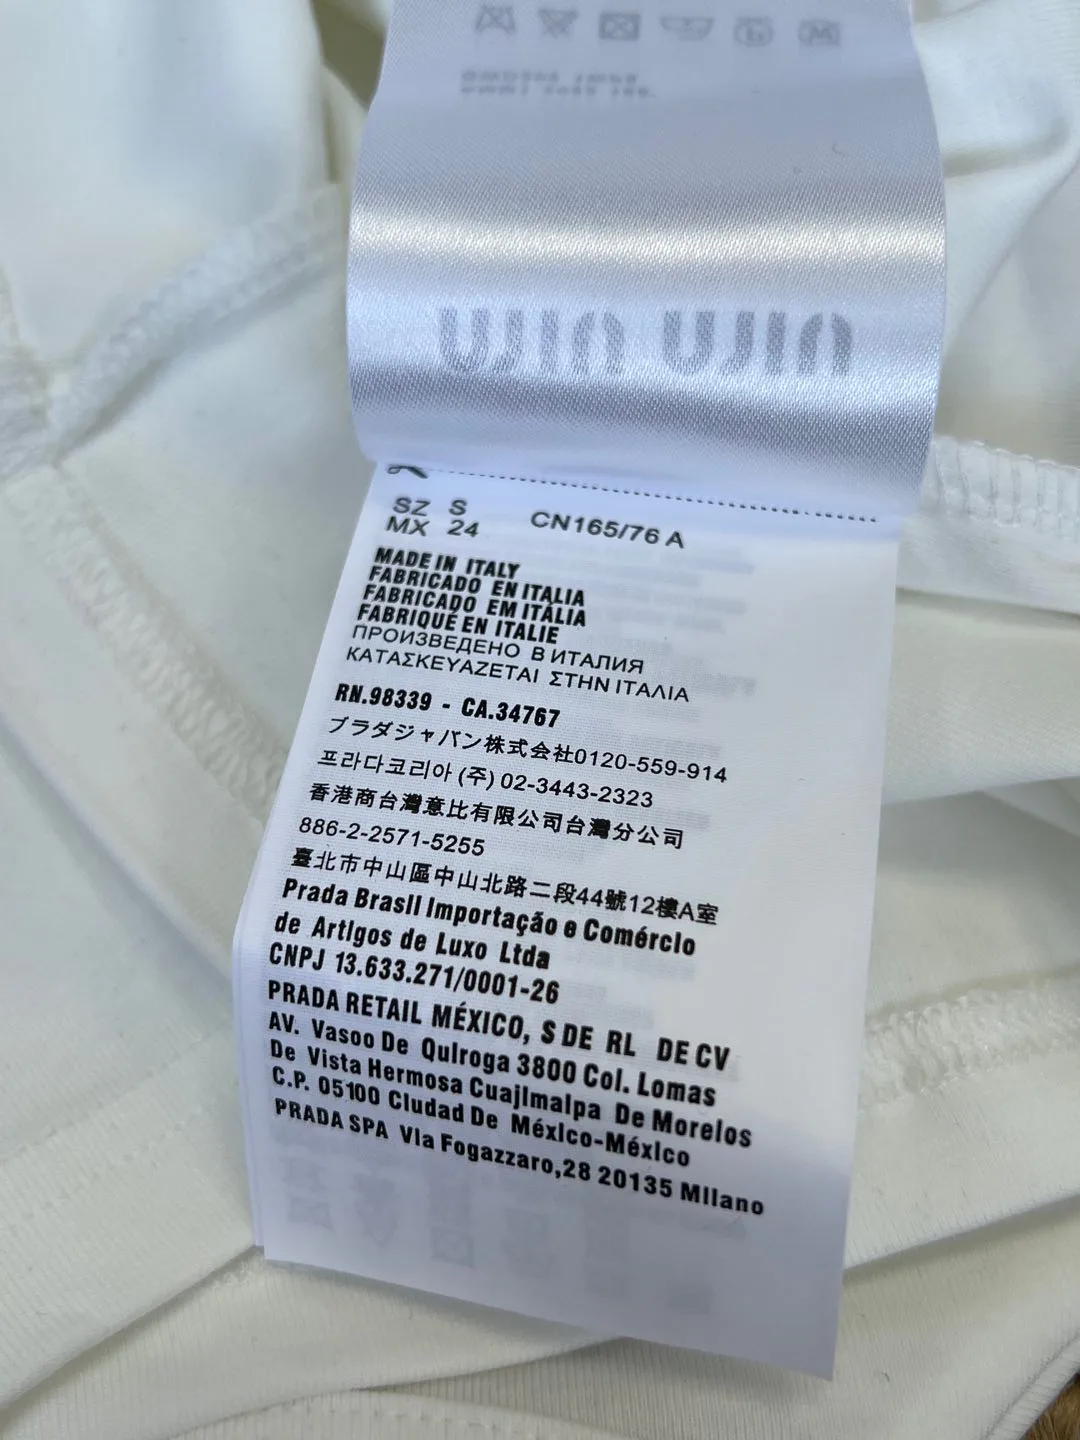 miu miu
SZ S
MX 24
CN165/76 A
MADE IN ITALY
FABRICADO EN ITALIA
FABRICADO EM ITÁLIA
FABRIQUÉ EN ITALIE
ПРОИЗВЕДЕНО В ИТАЛИЯ
ΚΑΤΑΣΚΕΥΑΖΕΤΑΙ ΣΤΗΝ ΙΤΑΛΙΑ
RN.98339 - CA.34767
プラダジャパン株式会社0120-559-914
프라다코리아 (주) 02-3443-2323
香港商台灣意比有限公司台灣分公司
886-2-2571-5255
臺北市中山區中山北路二段44號12樓A室
Prada Brasil Importação e Comércio
de Artigos de Luxo Ltda
CNPJ 13.633.271/0001-26
PRADA RETAIL MÉXICO, S DE RL DE CV
AV. Vasoo De Quiroga 3800 Col. Lomas
De Vista Hermosa Cuajimalpa De Morelos
C.P. 05100 Ciudad De México-México
PRADA SPA Via Fogazzaro,28 20135 Milano